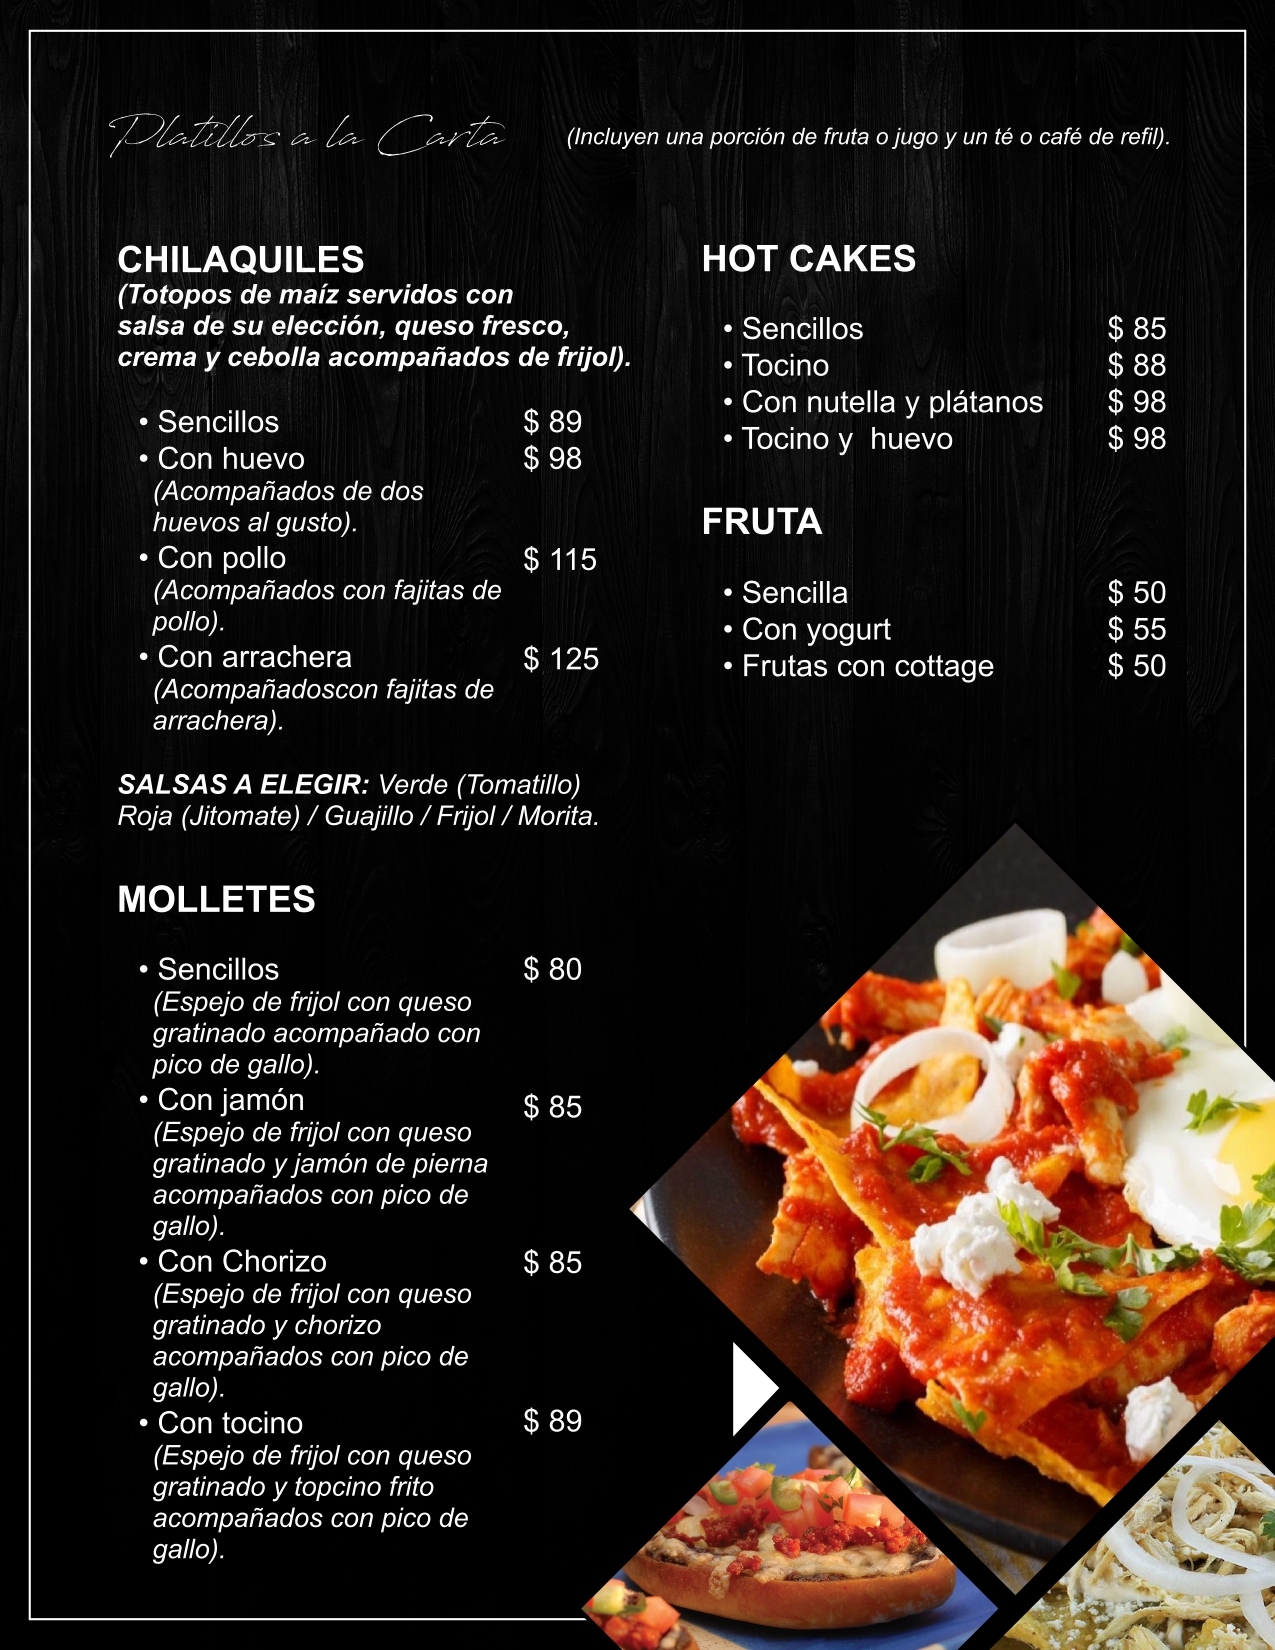 Platillos a la Carta
(Incluyen una porción de fruta o jugo y un té o café de refil).
CHILAQUILES
(Totopos de maíz servidos con
salsa de su elección, queso fresco,
crema y cebolla acompañados de frijol).
• Sencillos $ 89
• Con huevo $ 98
(Acompañados de dos
huevos al gusto).
• Con pollo $ 115
(Acompañados con fajitas de
pollo).
• Con arrachera $ 125
(Acompañadoscon fajitas de
arrachera).
SALSAS A ELEGIR: Verde (Tomatillo)
Roja (Jitomate) / Guajillo / Frijol / Morita.
MOLLETES
• Sencillos $ 80
(Espejo de frijol con queso
gratinado acompañado con
pico de gallo).
• Con jamón $ 85
(Espejo de frijol con queso
gratinado y jamón de pierna
acompañados con pico de
gallo).
• Con Chorizo $ 85
(Espejo de frijol con queso
gratinado y chorizo
acompañados con pico de
gallo).
• Con tocino $ 89
(Espejo de frijol con queso
gratinado y topcino frito
acompañados con pico de
gallo).
HOT CAKES
• Sencillos $ 85
• Tocino $ 88
• Con nutella y plátanos $ 98
• Tocino y  huevo $ 98
FRUTA
• Sencilla $ 50
• Con yogurt $ 55
• Frutas con cottage $ 50